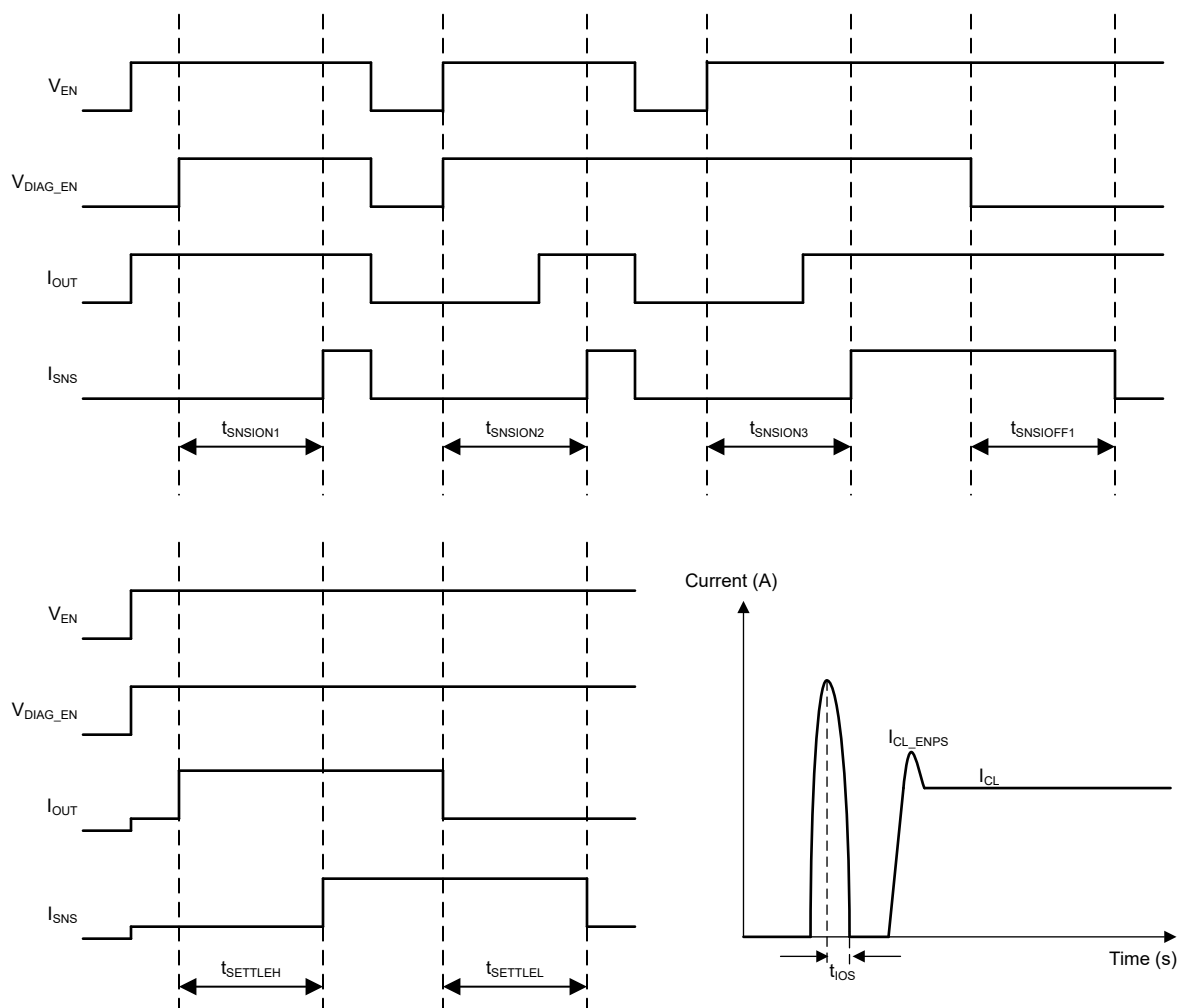 VEN
VDIAG_EN
IOUT
ISNS
tSNSION1
tSNSION2
tSNSION3
tSNSIOFF1
VEN
VDIAG_EN
IOUT
ISNS
tSETTLEH
tSETTLEL
Current (A)
ICL_ENPS
ICL
tIOS
Time (s)